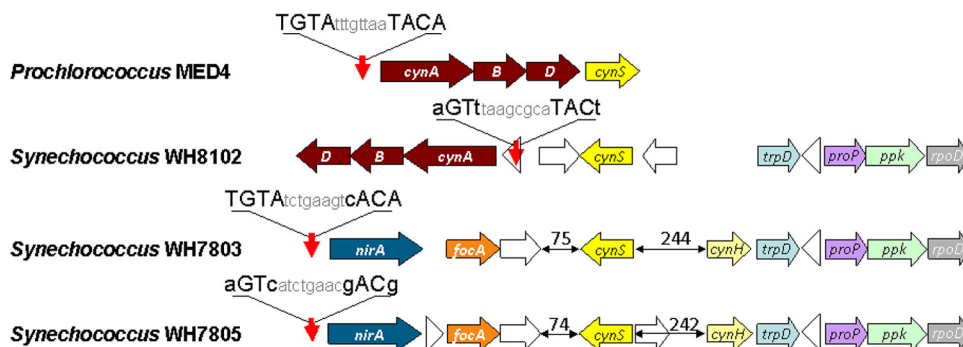 TGTAtttgttaaTACA
Prochlorococcus MED4 cynA B D cynS
aGTttaagcgcaTACt
Synechococcus WH8102 D B cynA cynS trpD proP ppk rpoD
TGTAtctgaagtcACA
Synechococcus WH7803 nirA focA 75 cynS 244 cynH trpD proP ppk rpoD
aGTcatctgaacgACg
Synechococcus WH7805 nirA focA 74 cynS 242 cynH trpD proP ppk rpoD